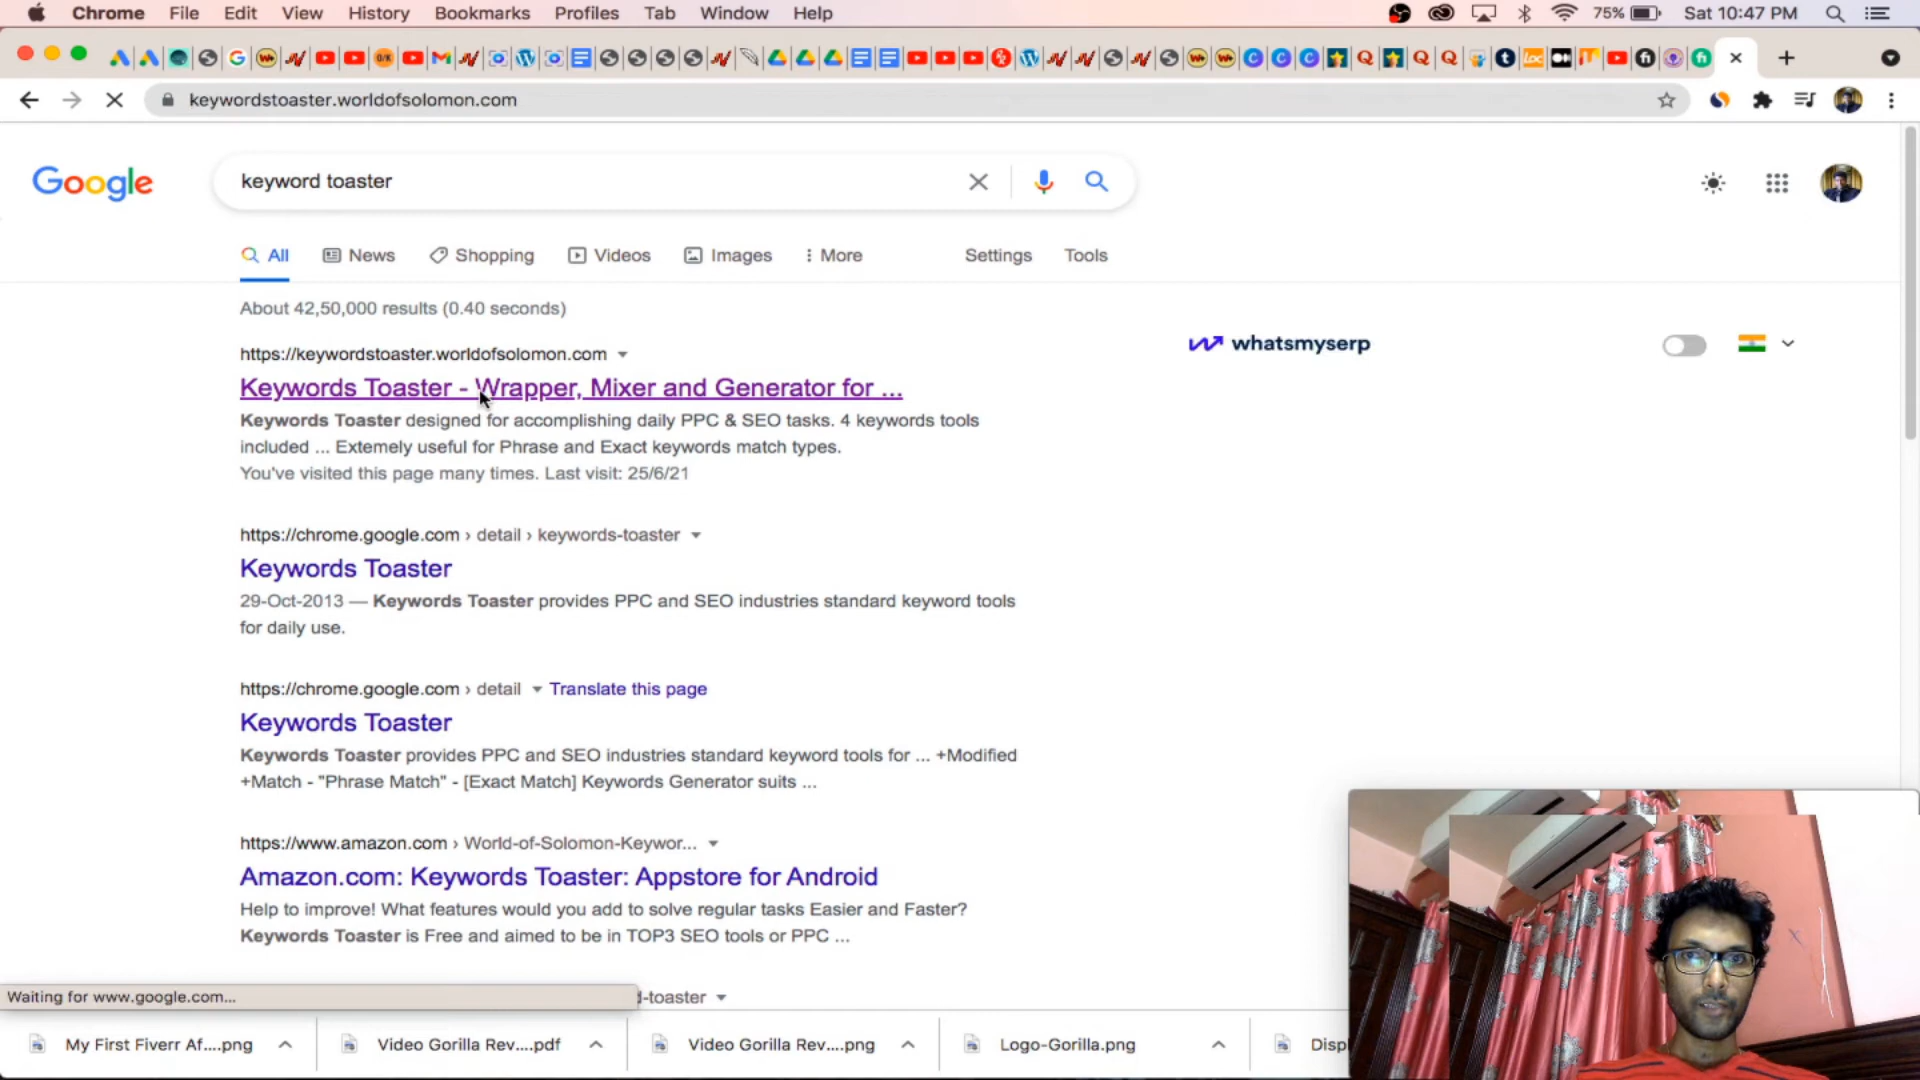 Chrome File Edit View History Bookmarks Profiles Tab Window Help 75% Sat 10:47 PM
keywordstoaster.worldofsolomon.com
Google
keyword toaster
All News Shopping Videos Images More Settings Tools
About 42,50,000 results (0.40 seconds)
https://keywordstoaster.worldofsolomon.com
whatsmyserp
Keywords Toaster - Wrapper, Mixer and Generator for ...
Keywords Toaster designed for accomplishing daily PPC & SEO tasks. 4 keywords tools
included ... Extemely useful for Phrase and Exact keywords match types.
You've visited this page many times. Last visit: 25/6/21
https://chrome.google.com › detail › keywords-toaster
Keywords Toaster
29-Oct-2013 — Keywords Toaster provides PPC and SEO industries standard keyword tools
for daily use.
https://chrome.google.com › detail Translate this page
Keywords Toaster
Keywords Toaster provides PPC and SEO industries standard keyword tools for ... +Modified
+Match - "Phrase Match" - [Exact Match] Keywords Generator suits ...
https://www.amazon.com › World-of-Solomon-Keywor...
Amazon.com: Keywords Toaster: Appstore for Android
Help to improve! What features would you add to solve regular tasks Easier and Faster?
Keywords Toaster is Free and aimed to be in TOP3 SEO tools or PPC ...
Waiting for www.google.com...
d-toaster
My First Fiverr Af....png Video Gorilla Rev....pdf Video Gorilla Rev....png Logo-Gorilla.png Displ